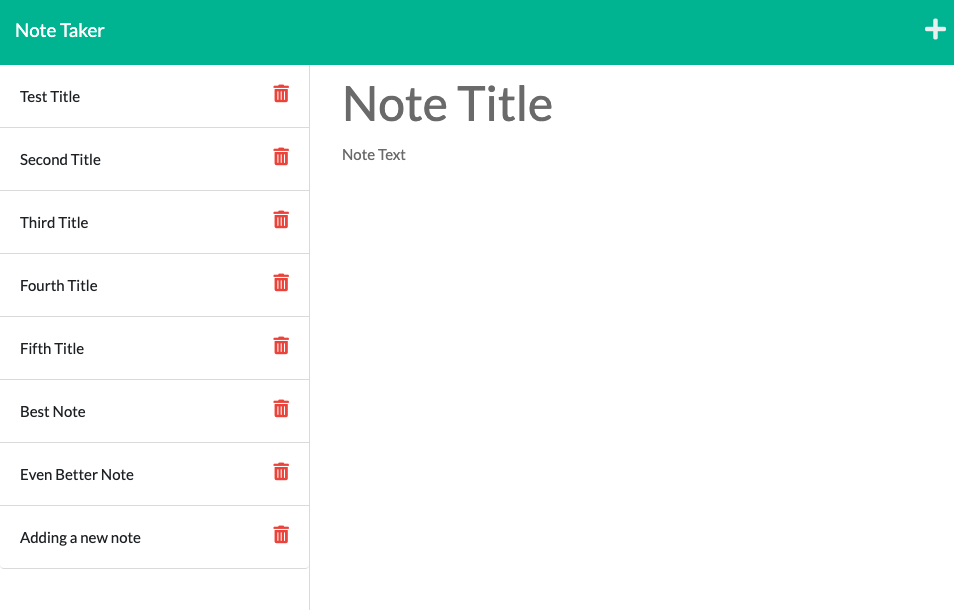 Note Taker
Test Title
Second Title
Third Title
Fourth Title
Fifth Title
Best Note
Even Better Note
Adding a new note
Note Title
Note Text